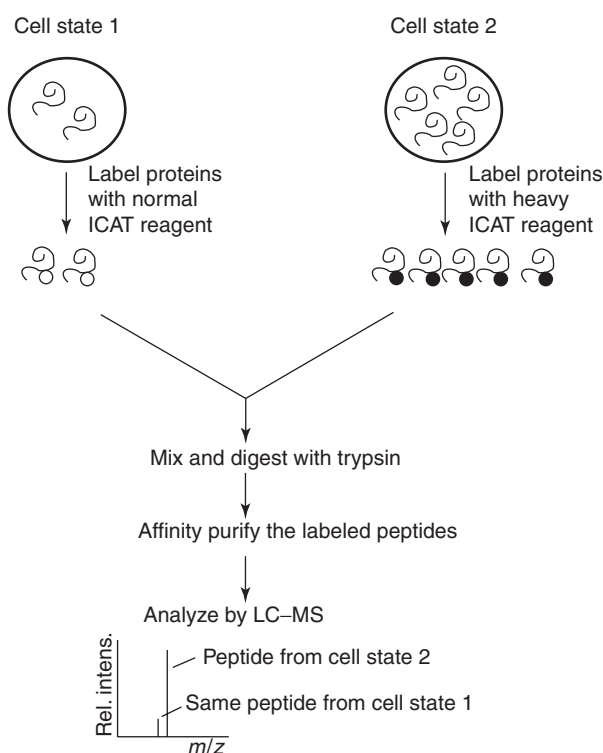 Cell state 1
Cell state 2
Label proteins
with normal
ICAT reagent
Label proteins
with heavy
ICAT reagent
Mix and digest with trypsin
Affinity purify the labeled peptides
Analyze by LC–MS
Rel. intens.
Peptide from cell state 2
Same peptide from cell state 1
m/z